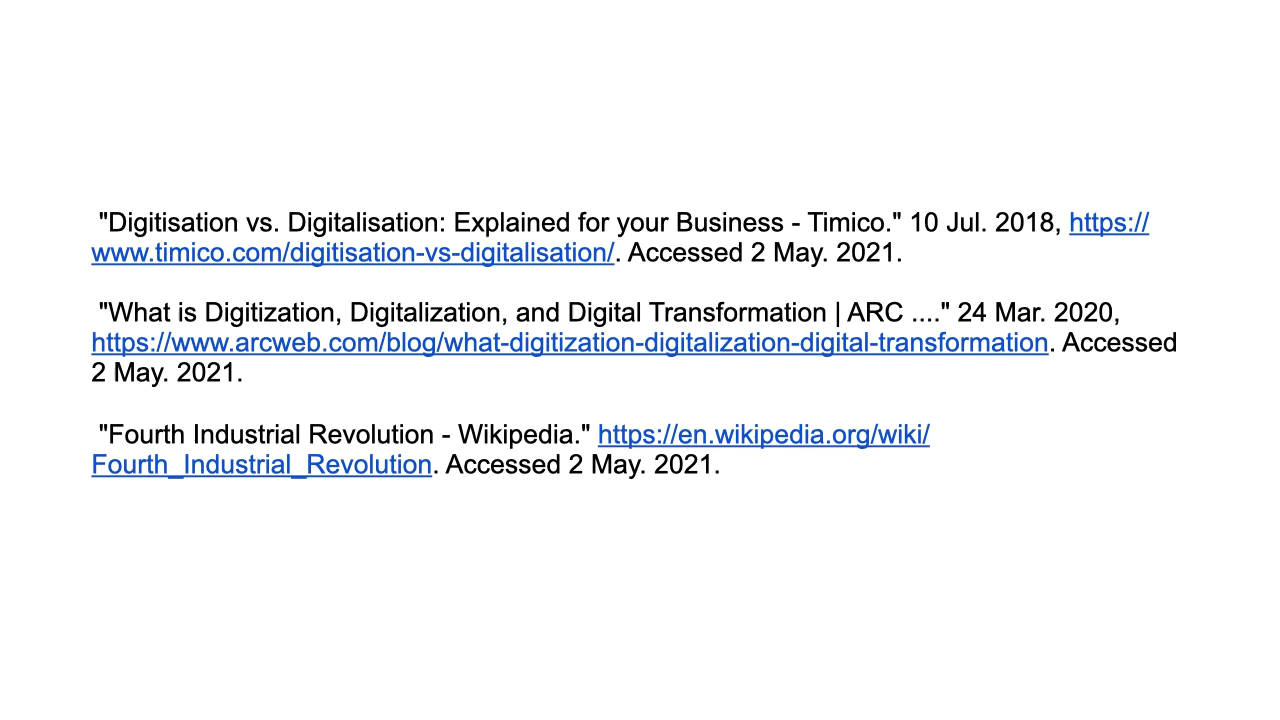 "Digitisation vs. Digitalisation: Explained for your Business - Timico." 10 Jul. 2018, https://
www.timico.com/digitisation-vs-digitalisation/. Accessed 2 May. 2021.
"What is Digitization, Digitalization, and Digital Transformation | ARC ...." 24 Mar. 2020,
https://www.arcweb.com/blog/what-digitization-digitalization-digital-transformation. Accessed
2 May. 2021.
"Fourth Industrial Revolution - Wikipedia." https://en.wikipedia.org/wiki/
Fourth_Industrial_Revolution. Accessed 2 May. 2021.